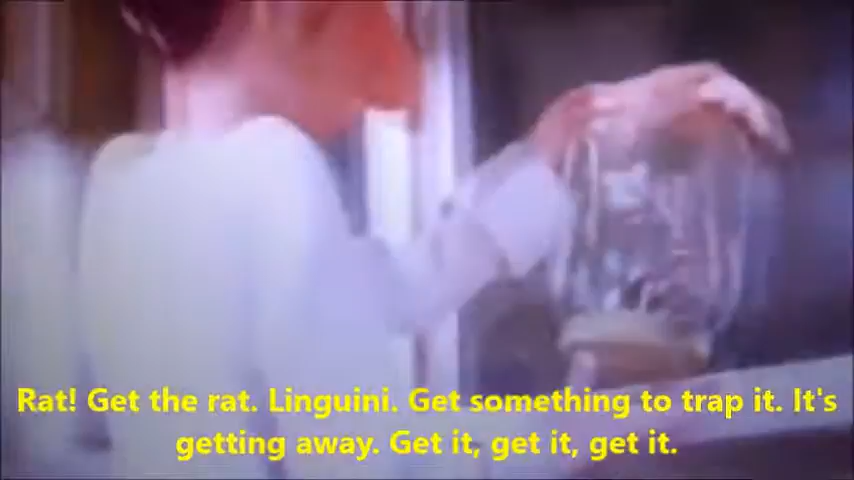 Rat! Get the rat. Linguini. Get something to trap it. It's
getting away. Get it, get it, get it.